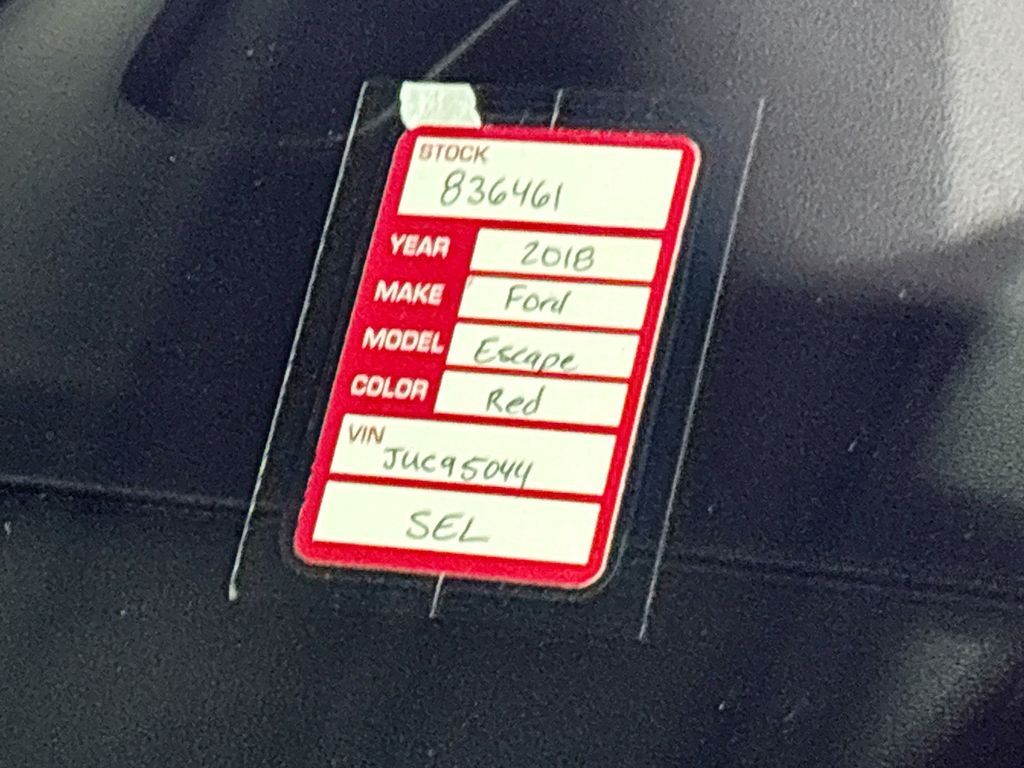 STOCK
836461
YEAR 2018
MAKE Ford
MODEL Escape
COLOR Red
VIN
JUC95044
SEL